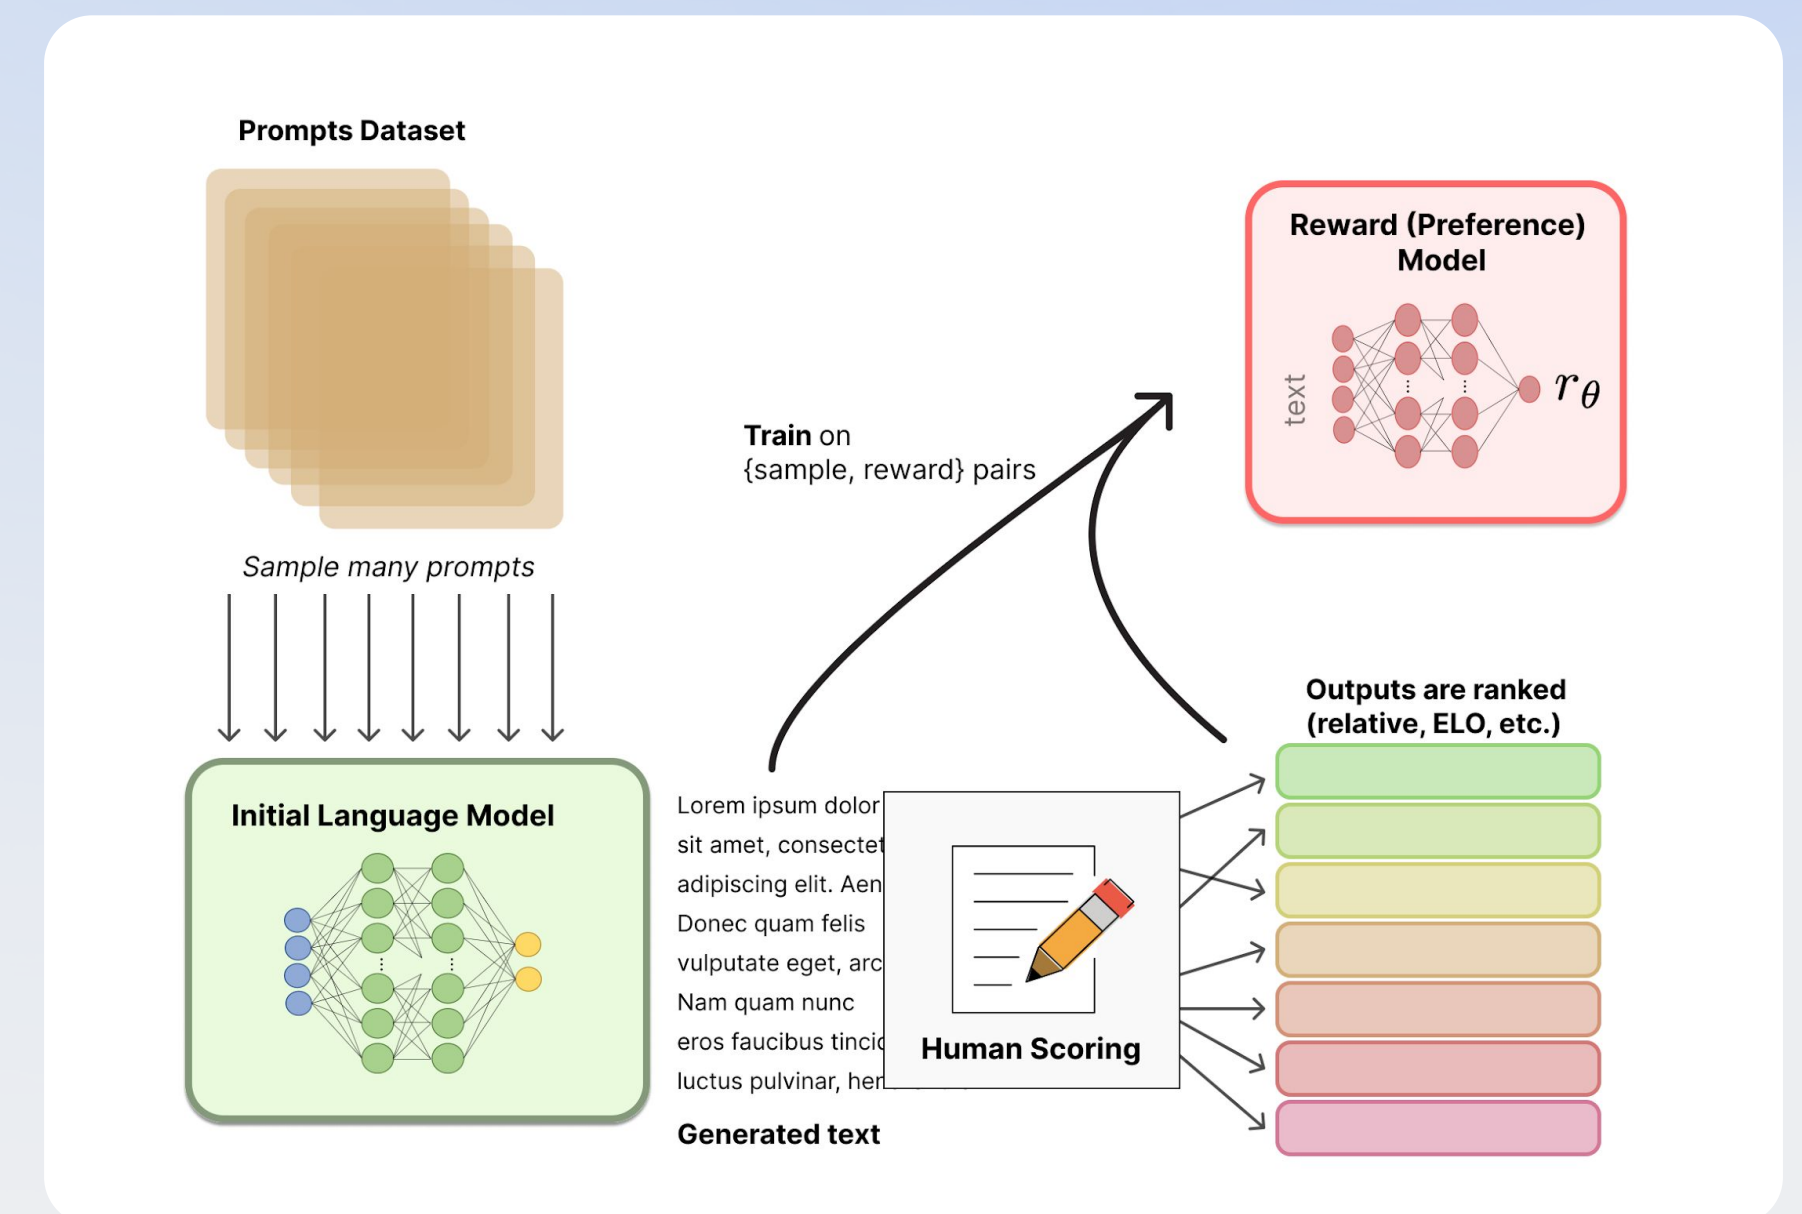 Prompts Dataset
Sample many prompts
Initial Language Model
Train on
{sample, reward} pairs
Reward (Preference)
Model
text
rθ
Lorem ipsum dolor
sit amet, consectet
adipiscing elit. Aen
Donec quam felis
vulputate eget, arc
Nam quam nunc
eros faucibus tincid
luctus pulvinar, her
Generated text
Human Scoring
Outputs are ranked
(relative, ELO, etc.)